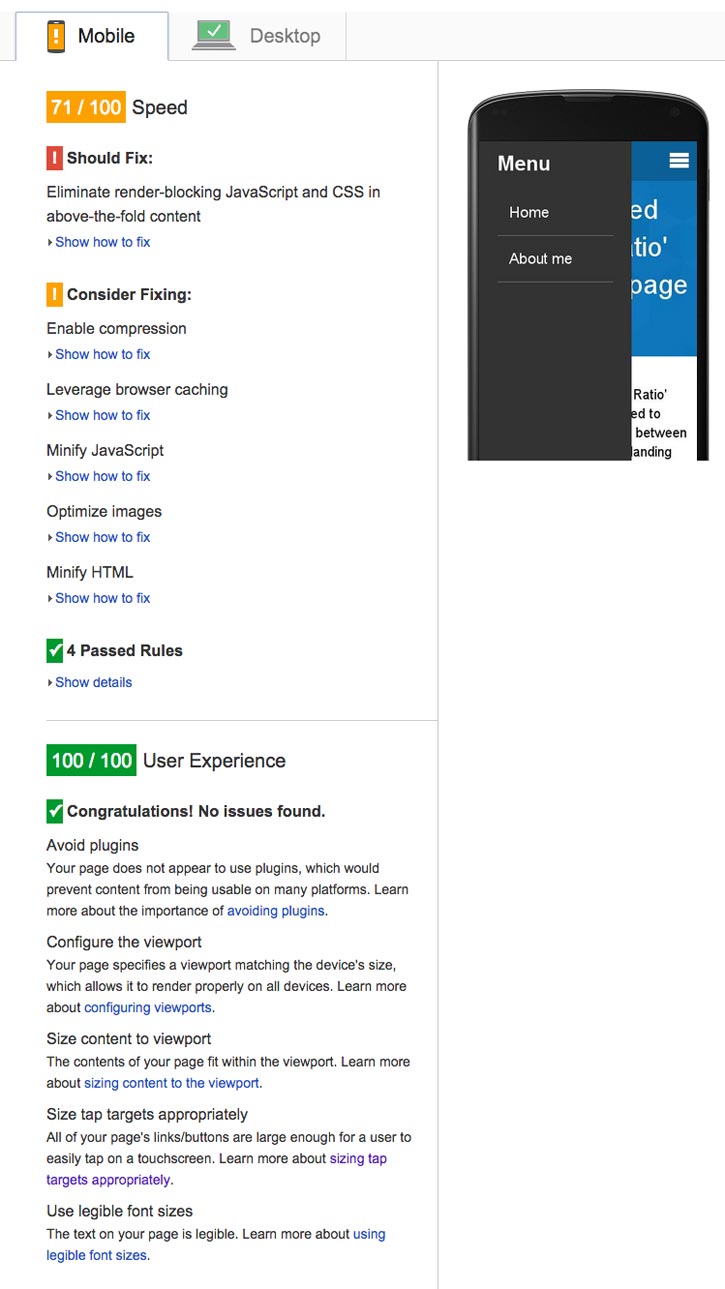 Mobile
Desktop
71 / 100 Speed
! Should Fix:
Eliminate render-blocking JavaScript and CSS in
above-the-fold content
Show how to fix
! Consider Fixing:
Enable compression
Show how to fix
Leverage browser caching
Show how to fix
Minify JavaScript
Show how to fix
Optimize images
Show how to fix
Minify HTML
Show how to fix
4 Passed Rules
Show details
100 / 100 User Experience
Congratulations! No issues found.
Avoid plugins
Your page does not appear to use plugins, which would
prevent content from being usable on many platforms. Learn
more about the importance of avoiding plugins.
Configure the viewport
Your page specifies a viewport matching the device's size,
which allows it to render properly on all devices. Learn more
about configuring viewports.
Size content to viewport
The contents of your page fit within the viewport. Learn more
about sizing content to the viewport.
Size tap targets appropriately
All of your page's links/buttons are large enough for a user to
easily tap on a touchscreen. Learn more about sizing tap
targets appropriately.
Use legible font sizes
The text on your page is legible. Learn more about using
legible font sizes.
Menu
Home
About me
ed
tio'
page
Ratio'
ed to
between
landing